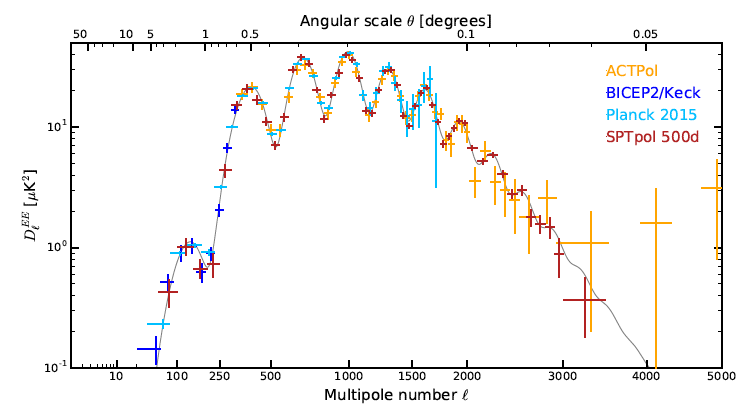 Angular scale θ [degrees]
50 10 5 1 0.5 0.1 0.05
ACTPol
BICEP2/Keck
Planck 2015
SPTpol 500d
10¹
10⁰
10⁻¹
D_ℓ^{EE} [μK²]
10 100 250 500 1000 1500 2000 3000 4000 5000
Multipole number ℓ